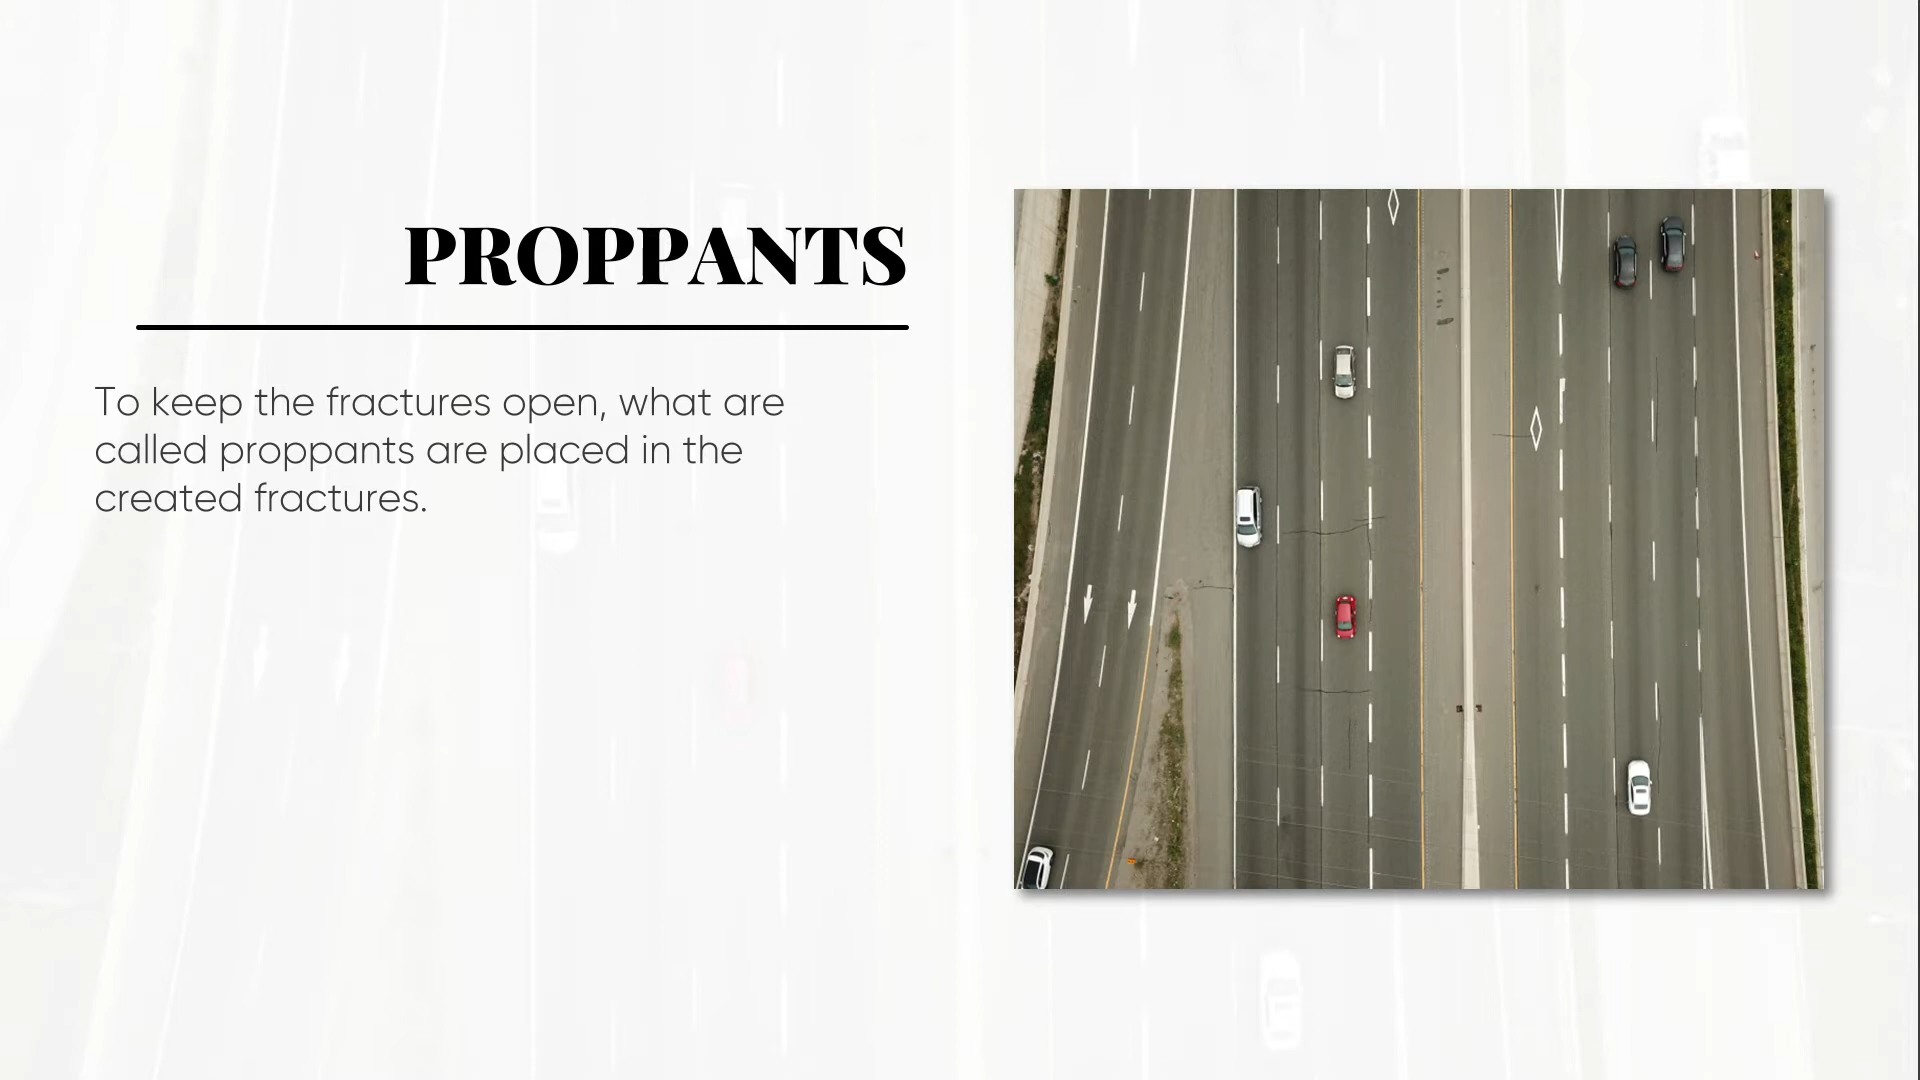 PROPPANTS
To keep the fractures open, what are
called proppants are placed in the
created fractures.